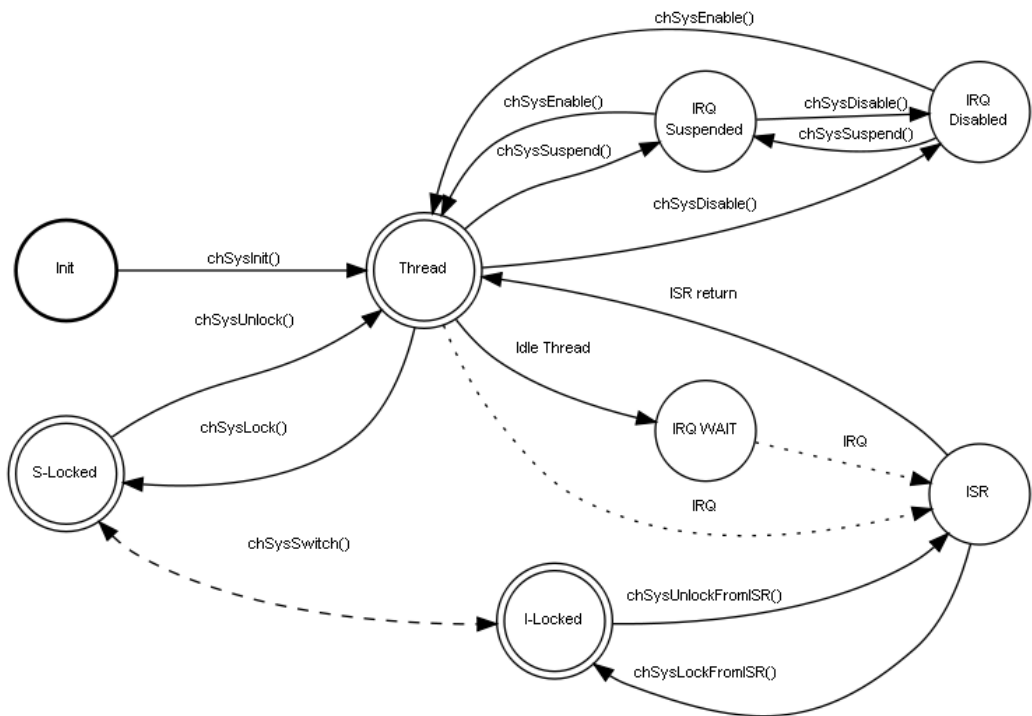 chSysEnable()
chSysEnable()
IRQ
Suspended
chSysDisable()
IRQ
Disabled
chSysSuspend()
chSysSuspend()
chSysDisable()
Init
chSysInit()
Thread
ISR return
chSysUnlock()
Idle Thread
chSysLock()
IRQ WAIT
IRQ
S-Locked
ISR
IRQ
chSysSwitch()
chSysUnlockFromISR()
I-Locked
chSysLockFromISR()